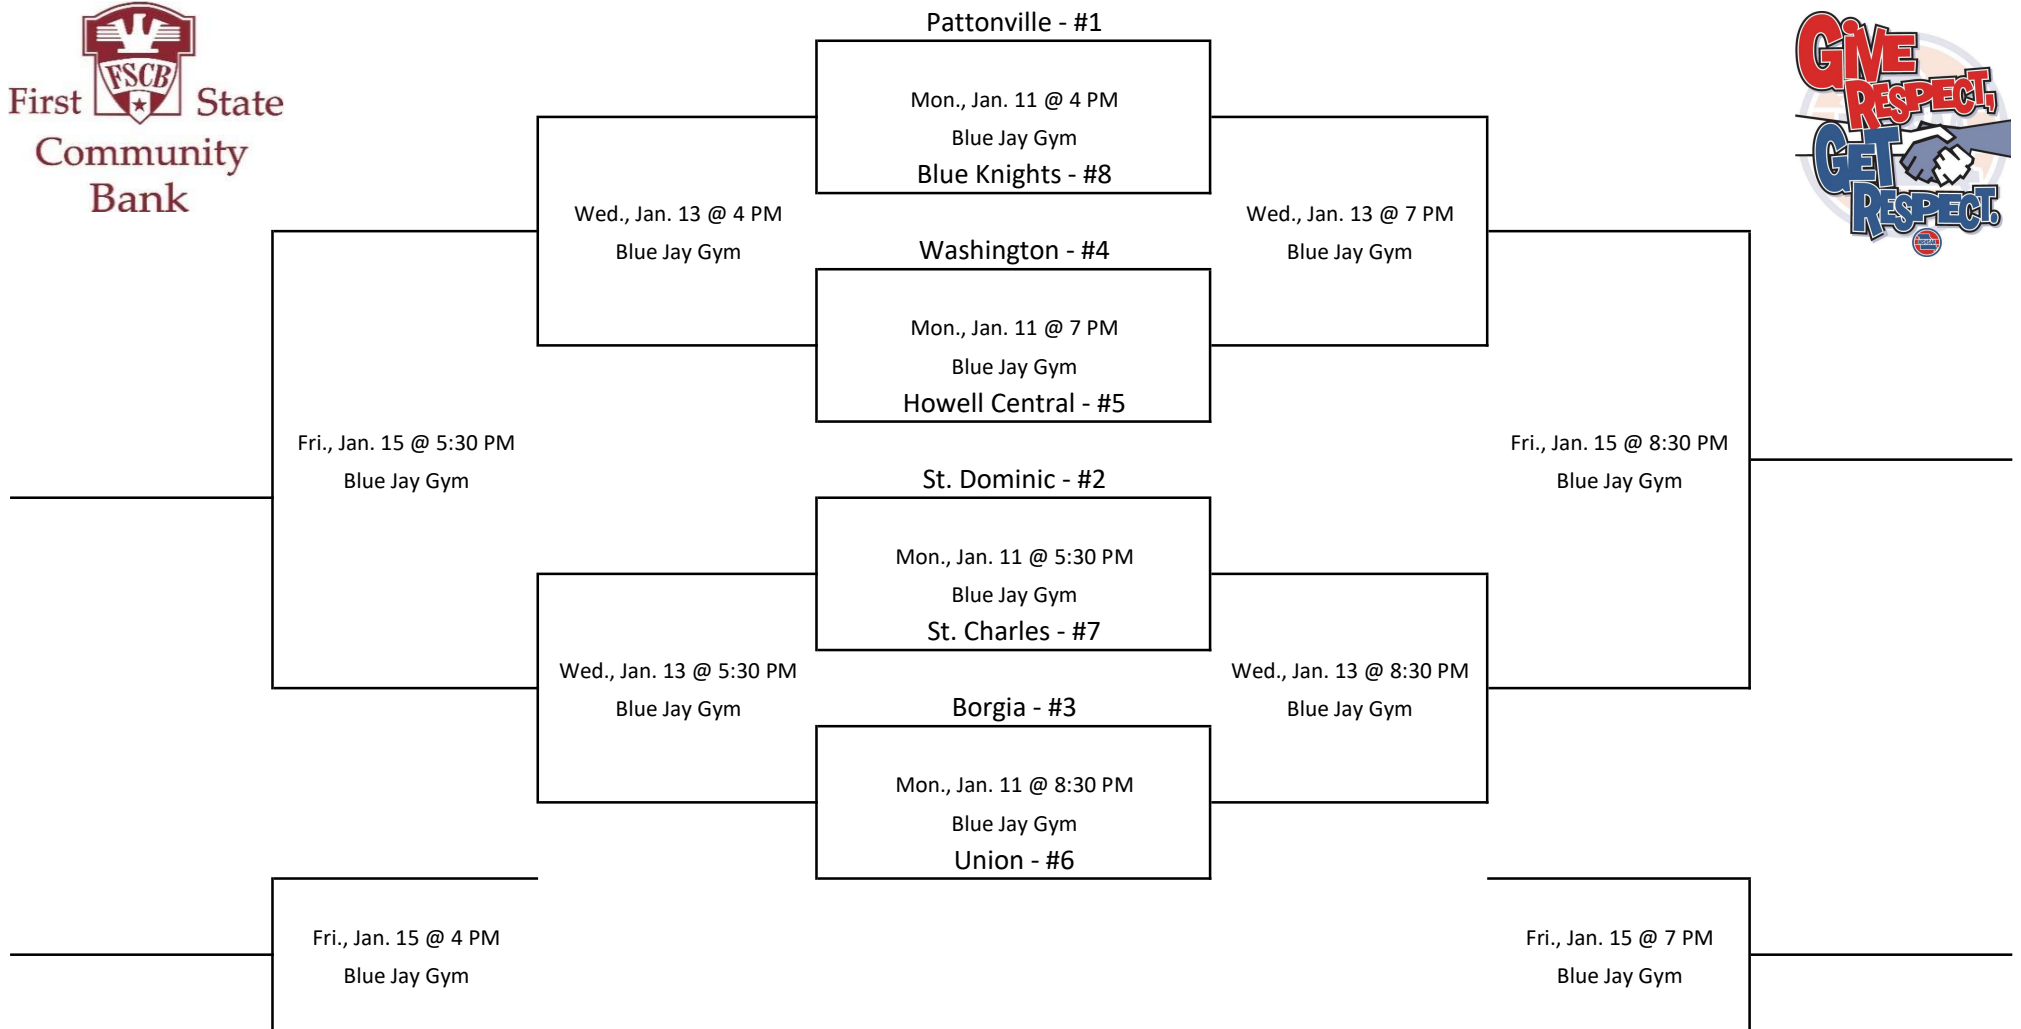 FSCB
First State
Community
Bank
GIVE
RESPECT,
GET
RESPECT.
MSHSAA
Pattonville - #1
Mon., Jan. 11 @ 4 PM
Blue Jay Gym
Blue Knights - #8
Wed., Jan. 13 @ 4 PM
Blue Jay Gym
Wed., Jan. 13 @ 7 PM
Blue Jay Gym
Washington - #4
Mon., Jan. 11 @ 7 PM
Blue Jay Gym
Howell Central - #5
Fri., Jan. 15 @ 5:30 PM
Blue Jay Gym
Fri., Jan. 15 @ 8:30 PM
Blue Jay Gym
St. Dominic - #2
Mon., Jan. 11 @ 5:30 PM
Blue Jay Gym
St. Charles - #7
Wed., Jan. 13 @ 5:30 PM
Blue Jay Gym
Wed., Jan. 13 @ 8:30 PM
Blue Jay Gym
Borgia - #3
Mon., Jan. 11 @ 8:30 PM
Blue Jay Gym
Union - #6
Fri., Jan. 15 @ 4 PM
Blue Jay Gym
Fri., Jan. 15 @ 7 PM
Blue Jay Gym